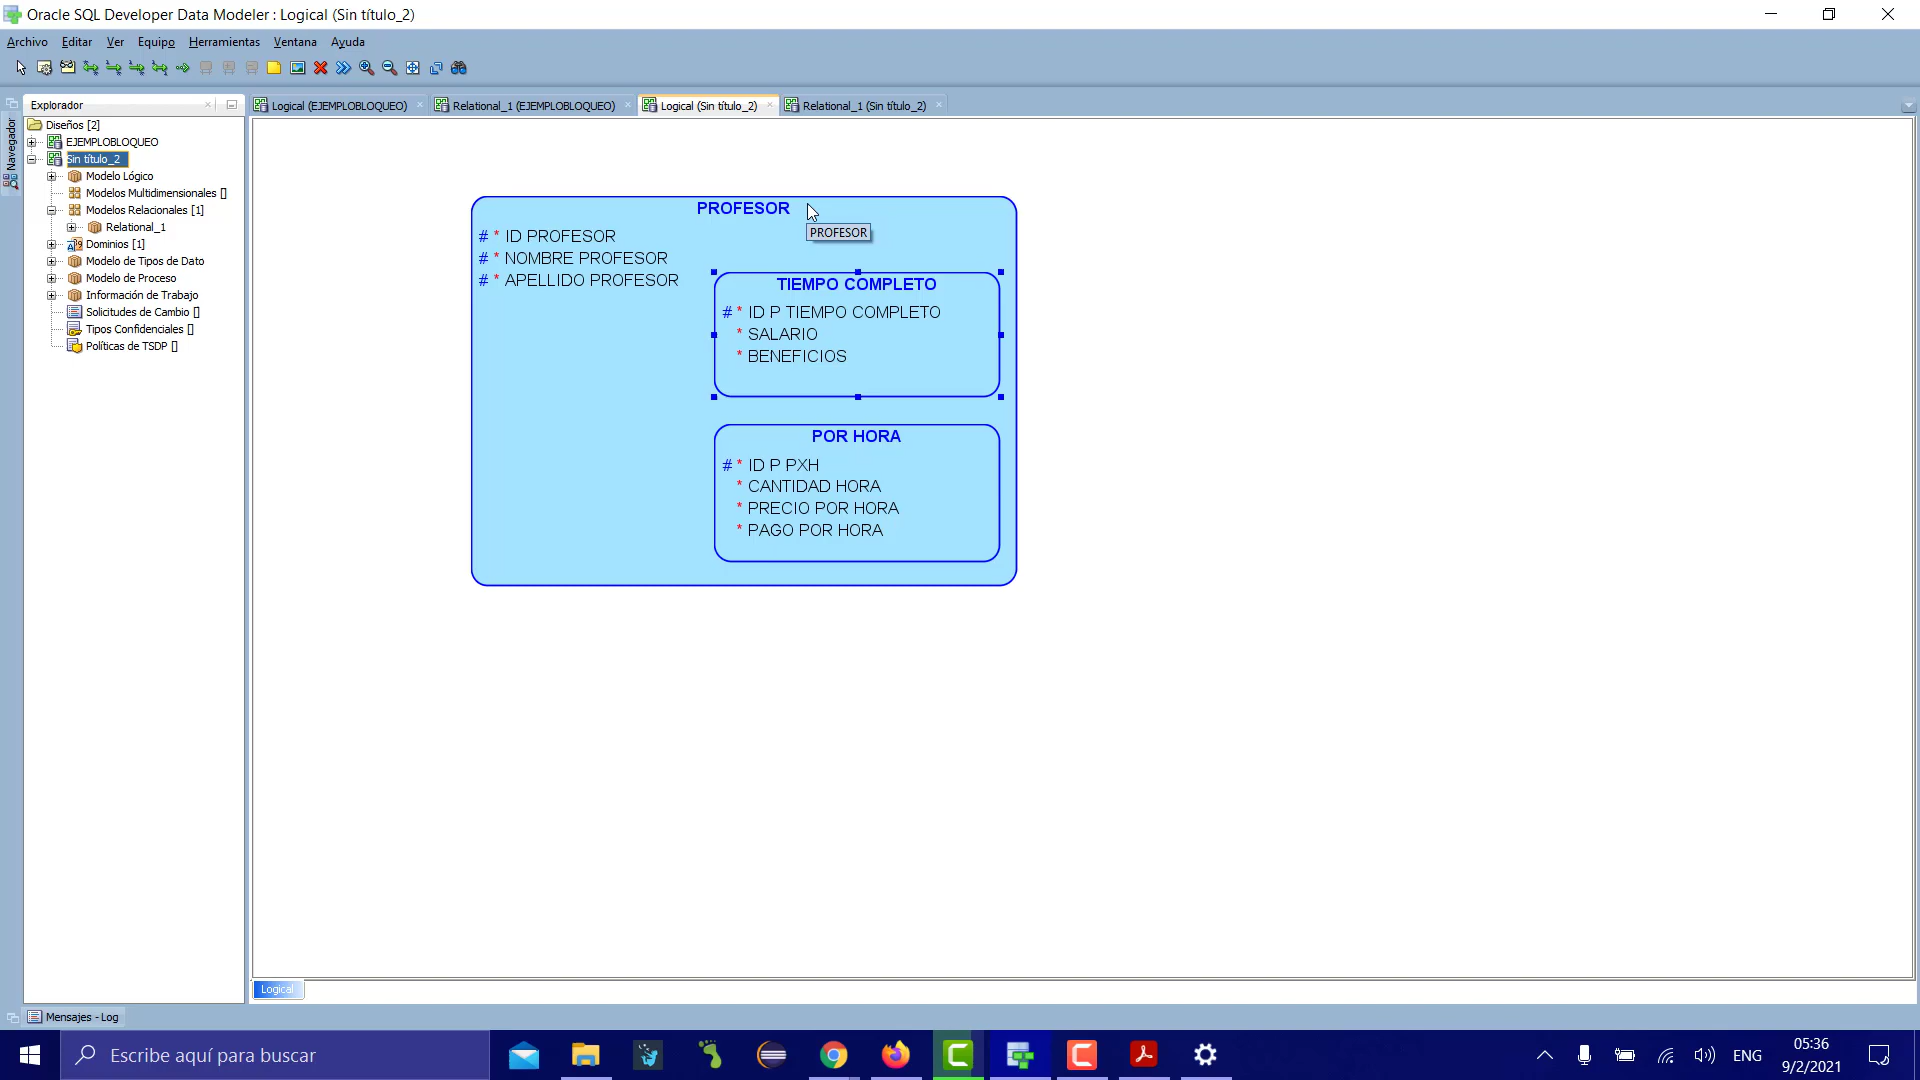 Oracle SQL Developer Data Modeler : Logical (Sin título_2)
Archivo Editar Ver Equipo Herramientas Ventana Ayuda
Explorador
Logical (EJEMPLOBLOQUEO)
Relational_1 (EJEMPLOBLOQUEO)
Logical (Sin título_2)
Relational_1 (Sin título_2)
Navegador
Diseños [2]
EJEMPLOBLOQUEO
Sin título_2
Modelo Lógico
Modelos Multidimensionales []
Modelos Relacionales [1]
Relational_1
Dominios [1]
Modelo de Tipos de Dato
Modelo de Proceso
Información de Trabajo
Solicitudes de Cambio []
Tipos Confidenciales []
Políticas de TSDP []
PROFESOR
PROFESOR
# * ID PROFESOR
# * NOMBRE PROFESOR
# * APELLIDO PROFESOR
TIEMPO COMPLETO
# * ID P TIEMPO COMPLETO
* SALARIO
* BENEFICIOS
POR HORA
# * ID P PXH
* CANTIDAD HORA
* PRECIO POR HORA
* PAGO POR HORA
Logical
Mensajes - Log
Escribe aquí para buscar
ENG
05:36
9/2/2021